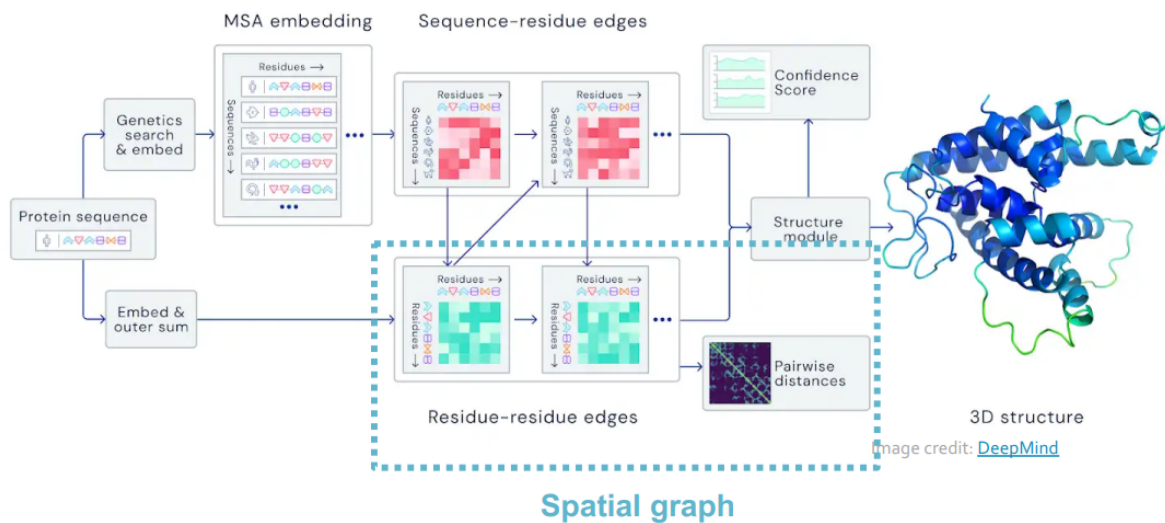 MSA embedding
Sequence-residue edges
Residues →
Sequences →
Genetics
search
& embed
Protein sequence
Embed &
outer sum
Residues →
Sequences →
Residues →
Sequences →
Residues →
Residues →
Residues →
Residues →
Residue-residue edges
Confidence
Score
Structure
module
Pairwise
distances
3D structure
Image credit: DeepMind
Spatial graph